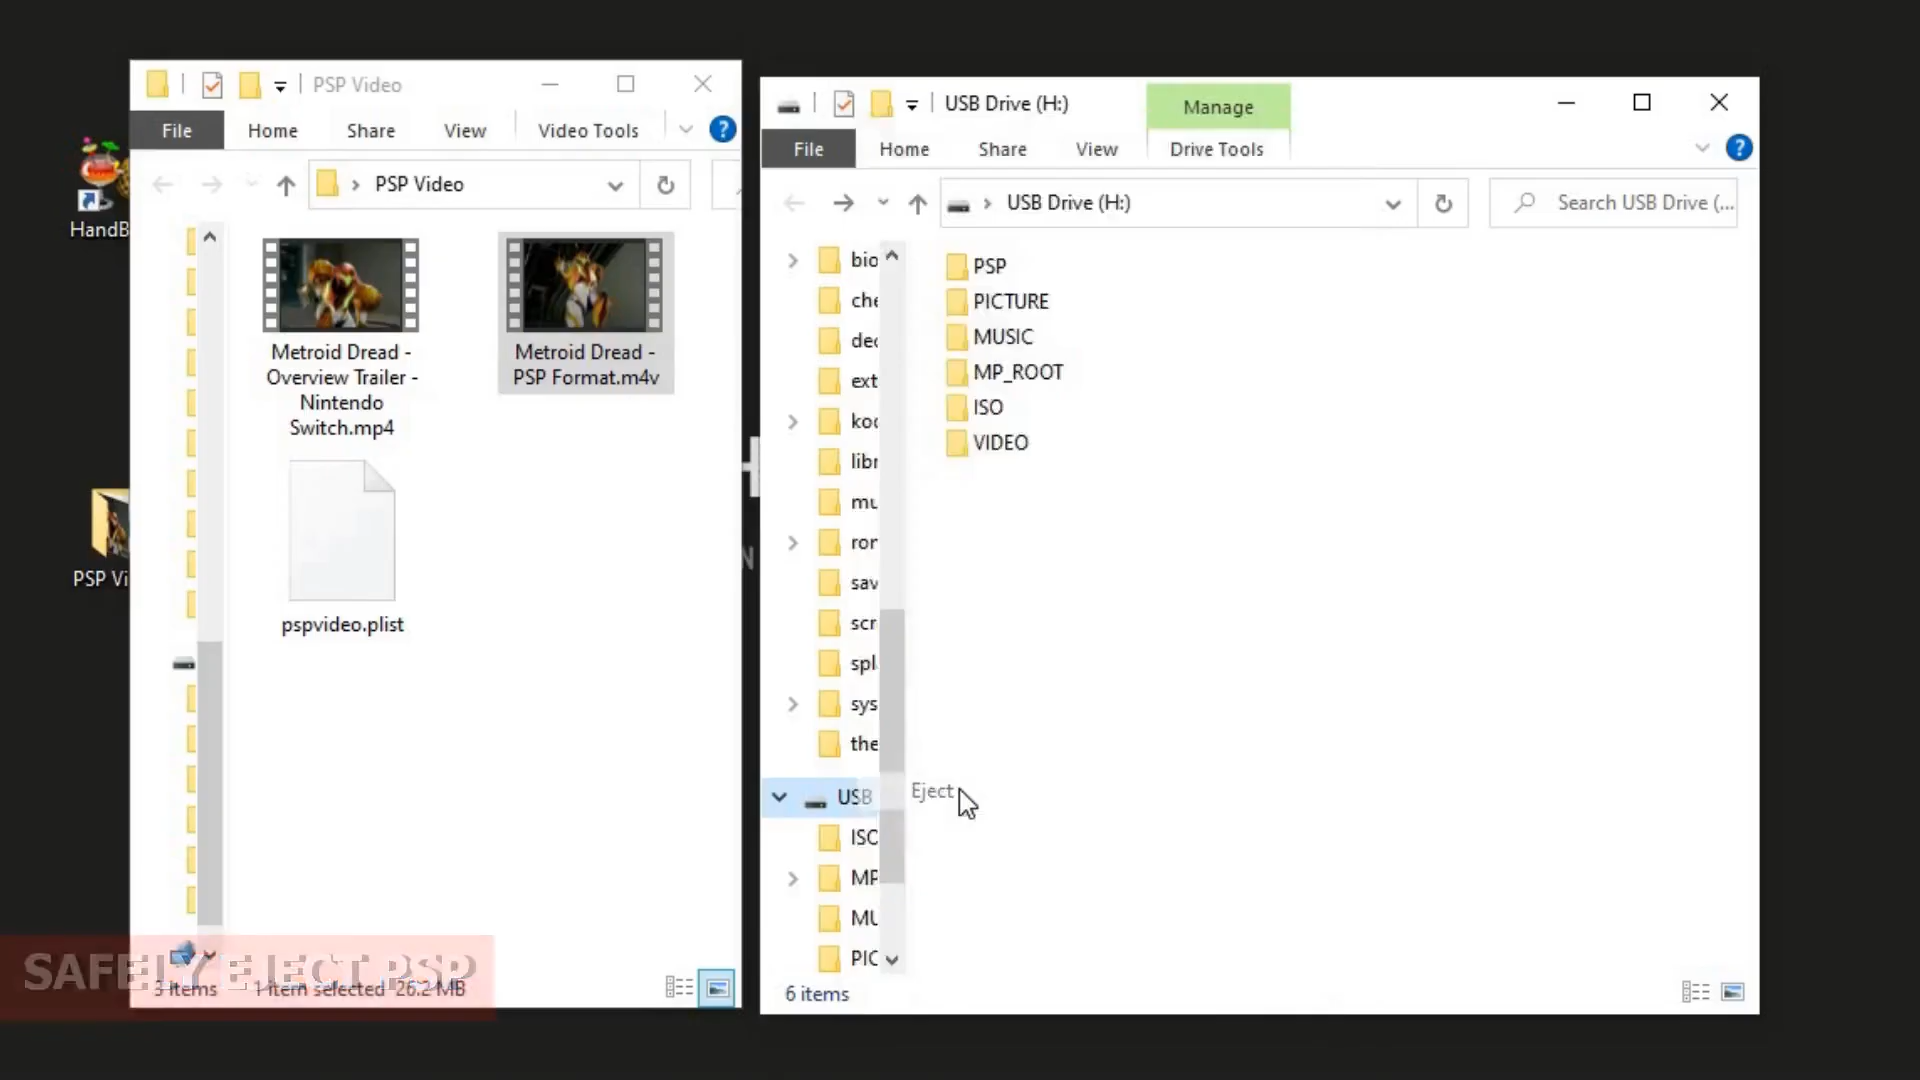 HandB
PSP Vi
PSP Video
File
Home
Share
View
Video Tools
PSP Video
Metroid Dread -
Overview Trailer -
Nintendo
Switch.mp4
Metroid Dread -
PSP Format.m4v
pspvideo.plist
3 items
1 item selected
26.2 MB
SAFELY EJECT PSP
H
N
USB Drive (H:)
Manage
File
Home
Share
View
Drive Tools
USB Drive (H:)
Search USB Drive (...
bio
che
dec
ext
koo
libr
mu
ror
sav
scr
spl
sys
the
USB
ISO
MP
MU
PIC
Eject
PSP
PICTURE
MUSIC
MP_ROOT
ISO
VIDEO
6 items